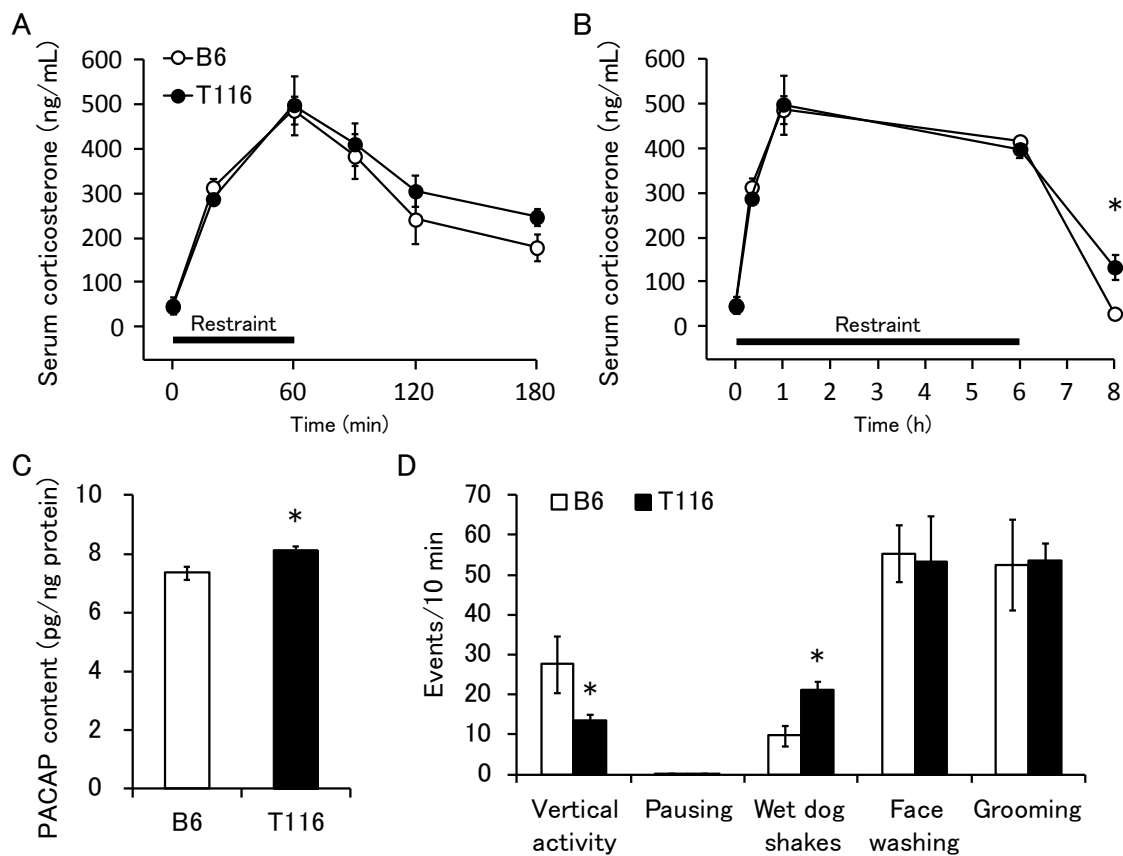 A
Serum corticosterone (ng/mL)
600
500
400
300
200
100
0
B6
T116
Restraint
0
60
120
180
Time (min)
B
Serum corticosterone (ng/mL)
600
500
400
300
200
100
0
*
Restraint
0
1
2
3
4
5
6
7
8
Time (h)
C
PACAP content (pg/ng protein)
10
8
6
4
2
0
*
B6
T116
D
Events/10 min
70
60
50
40
30
20
10
0
B6
T116
*
*
Vertical
activity
Pausing
Wet dog
shakes
Face
washing
Grooming